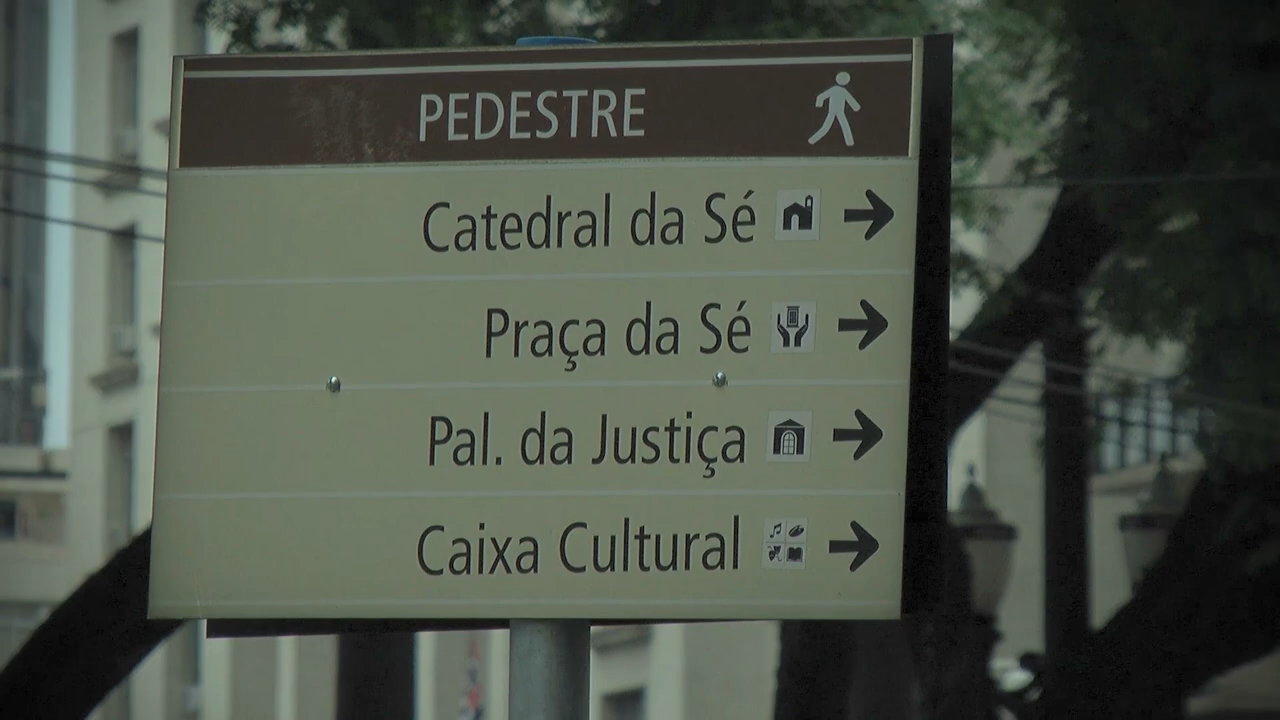 PEDESTRE
Catedral da Sé
Praça da Sé
Pal. da Justiça
Caixa Cultural